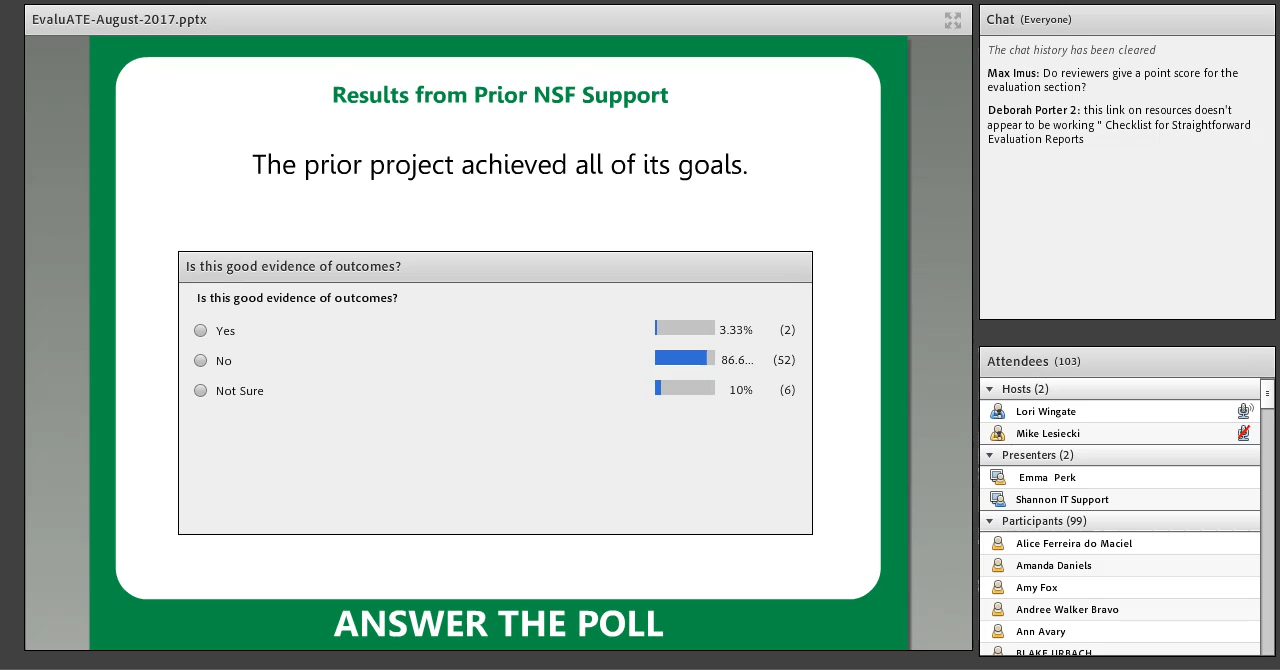 EvaluATE-August-2017.pptx
Results from Prior NSF Support
The prior project achieved all of its goals.
Is this good evidence of outcomes?
Is this good evidence of outcomes?
Yes 3.33% (2)
No 86.6... (52)
Not Sure 10% (6)
ANSWER THE POLL
Chat (Everyone)
The chat history has been cleared
Max Imus: Do reviewers give a point score for the
evaluation section?
Deborah Porter 2: this link on resources doesn't
appear to be working " Checklist for Straightforward
Evaluation Reports
Attendees (103)
Hosts (2)
Lori Wingate
Mike Lesiecki
Presenters (2)
Emma Perk
Shannon IT Support
Participants (99)
Alice Ferreira do Maciel
Amanda Daniels
Amy Fox
Andree Walker Bravo
Ann Avary
BLAKE URBACH